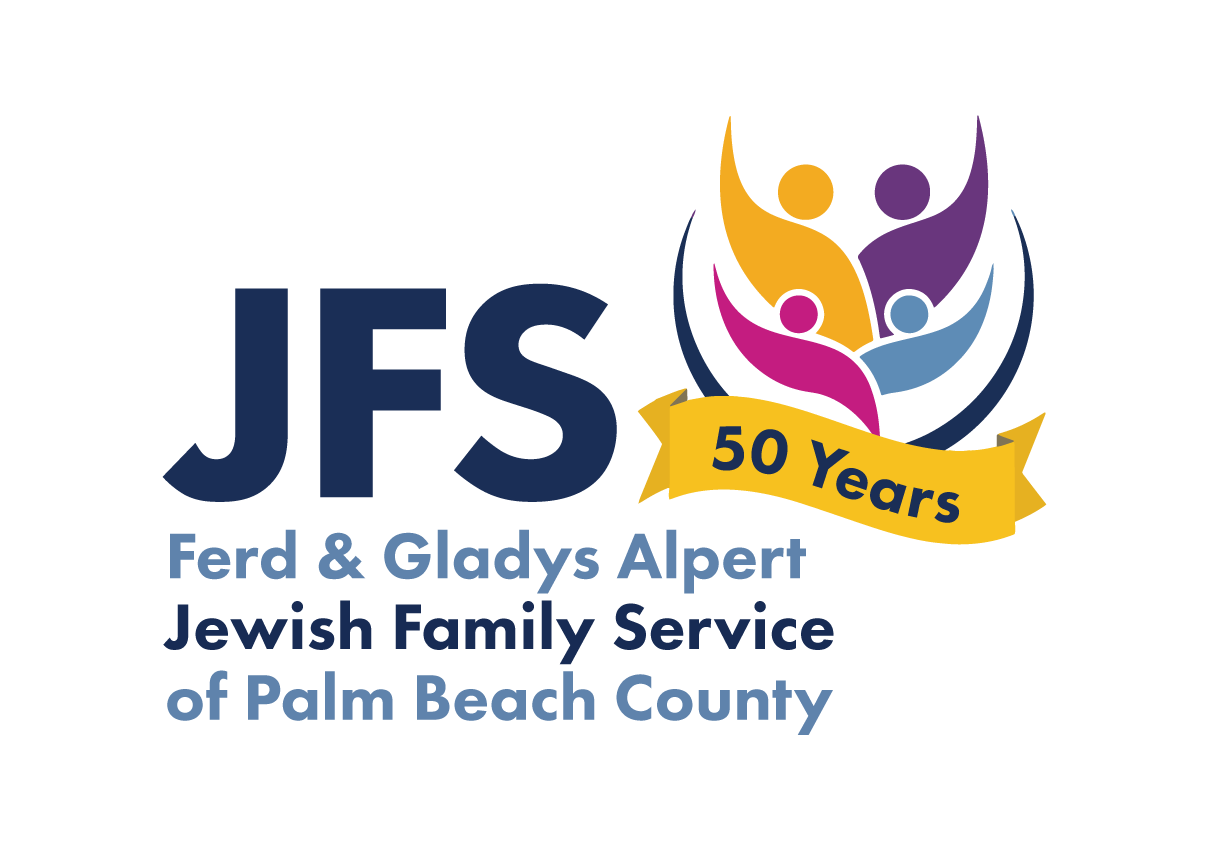 JFS
50 Years
Ferd & Gladys Alpert
Jewish Family Service
of Palm Beach County